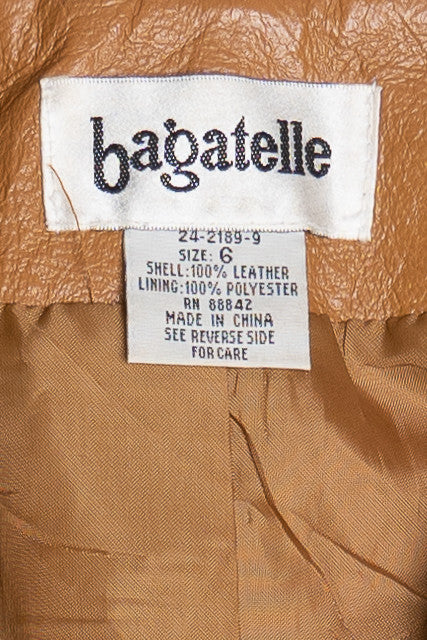 bagatelle
24-2189-9
SIZE: 6
SHELL:100% LEATHER
LINING:100% POLYESTER
RN 88842
MADE IN CHINA
SEE REVERSE SIDE
FOR CARE